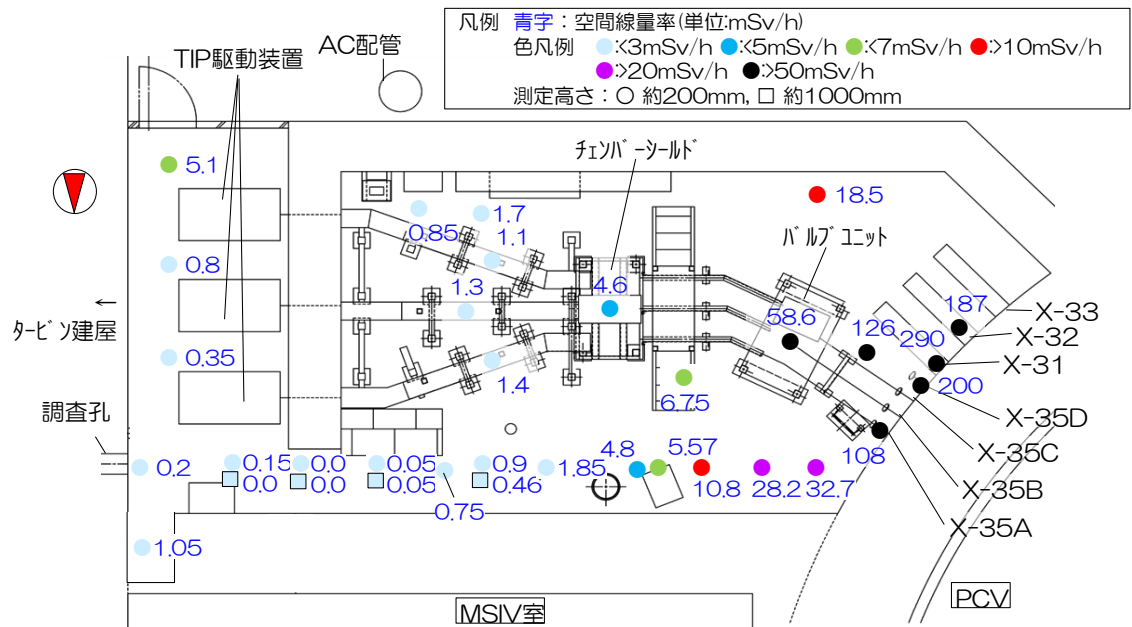 凡例 青字：空間線量率(単位:mSv/h)
色凡例 ●:<3mSv/h ●:<5mSv/h ●:<7mSv/h ●:>10mSv/h
●:>20mSv/h ●:>50mSv/h
測定高さ：○ 約200mm, □ 約1000mm
TIP駆動装置
AC配管
ﾁｪﾝﾊﾞｰｼｰﾙﾄﾞ
5.1
18.5
1.7
0.85
1.1
ﾊﾞﾙﾌﾞﾕﾆｯﾄ
0.8
1.3
4.6
58.6
187
X-33
126
290
X-32
←
ﾀｰﾋﾞﾝ建屋
0.35
1.4
X-31
200
6.75
X-35D
調査孔
108
X-35C
0.2
0.15
0.0
0.05
0.9
1.85
4.8
5.57
0.0
0.0
0.05
0.46
10.8
28.2
32.7
0.75
X-35B
X-35A
1.05
MSIV室
PCV